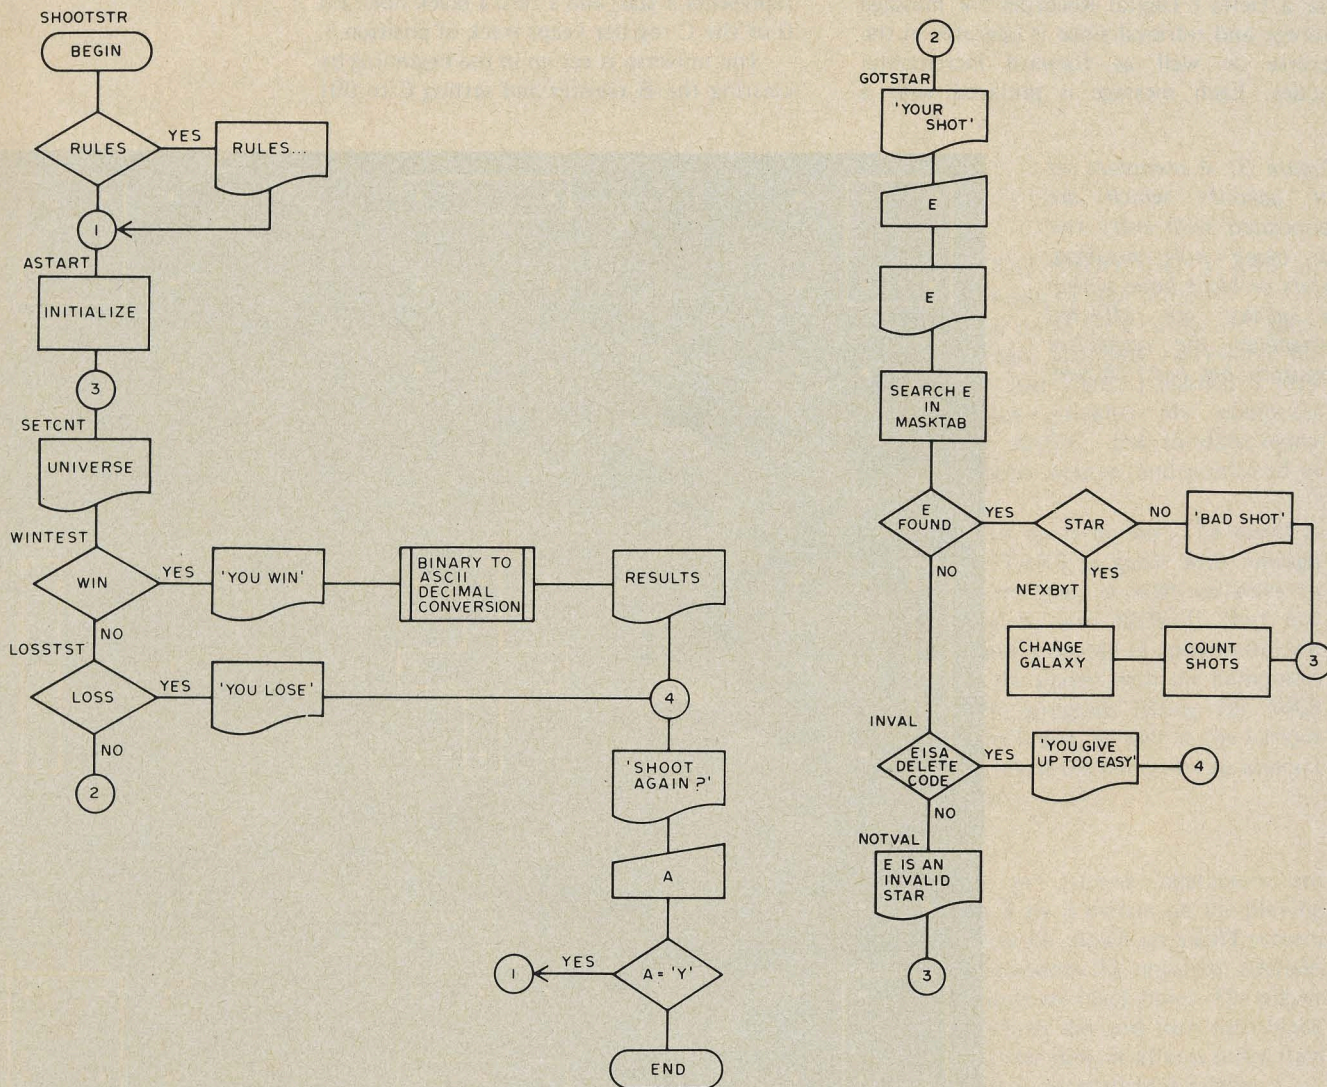 SHOOTSTR
BEGIN
RULES
YES
RULES...
1
ASTART
INITIALIZE
3
SETCNT
UNIVERSE
WINTEST
WIN
YES
'YOU WIN'
BINARY TO
ASCII
DECIMAL
CONVERSION
RESULTS
NO
LOSSTST
LOSS
YES
'YOU LOSE'
4
NO
2
'SHOOT
AGAIN?'
A
A = 'Y'
YES
1
END
2
GOTSTAR
'YOUR
SHOT'
E
E
SEARCH E
IN
MASKTAB
E
FOUND
YES
STAR
NO
'BAD SHOT'
NO
YES
NEXBYT
CHANGE
GALAXY
COUNT
SHOTS
3
INVAL
E IS A
DELETE
CODE
YES
'YOU GIVE
UP TOO EASY'
4
NO
NOTVAL
E IS AN
INVALID
STAR
3